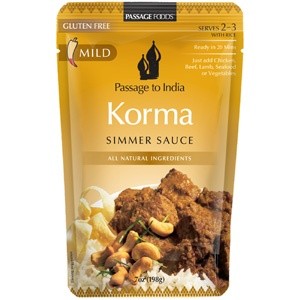 PASSAGE FOODS
GLUTEN FREE
SERVES 2-3
WITH RICE
MILD
Ready in 20 mins
Just add Chicken,
Beef, Lamb, Seafood
or Vegetables
Passage to India
Korma
SIMMER SAUCE
ALL NATURAL INGREDIENTS
7oz (198g)